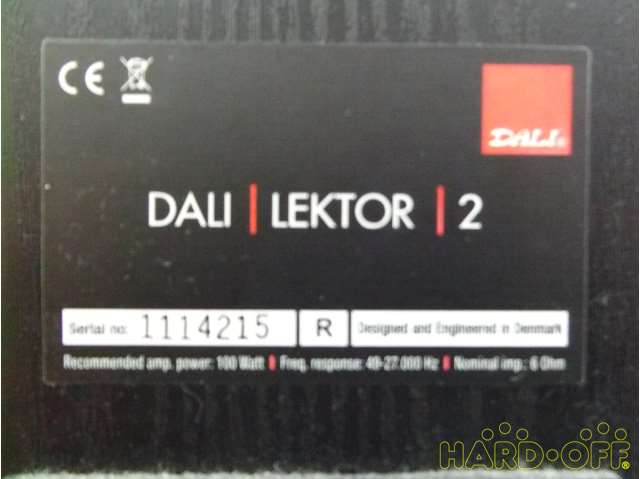 CE
DALI®
DALI | LEKTOR | 2
Serial no: 1114215 R Designed and Engineered in Denmark
Recommended amp. power: 100 Watt | Freq. response: 49-27.000 Hz | Nominal imp.: 6 Ohm
HARD·OFF®